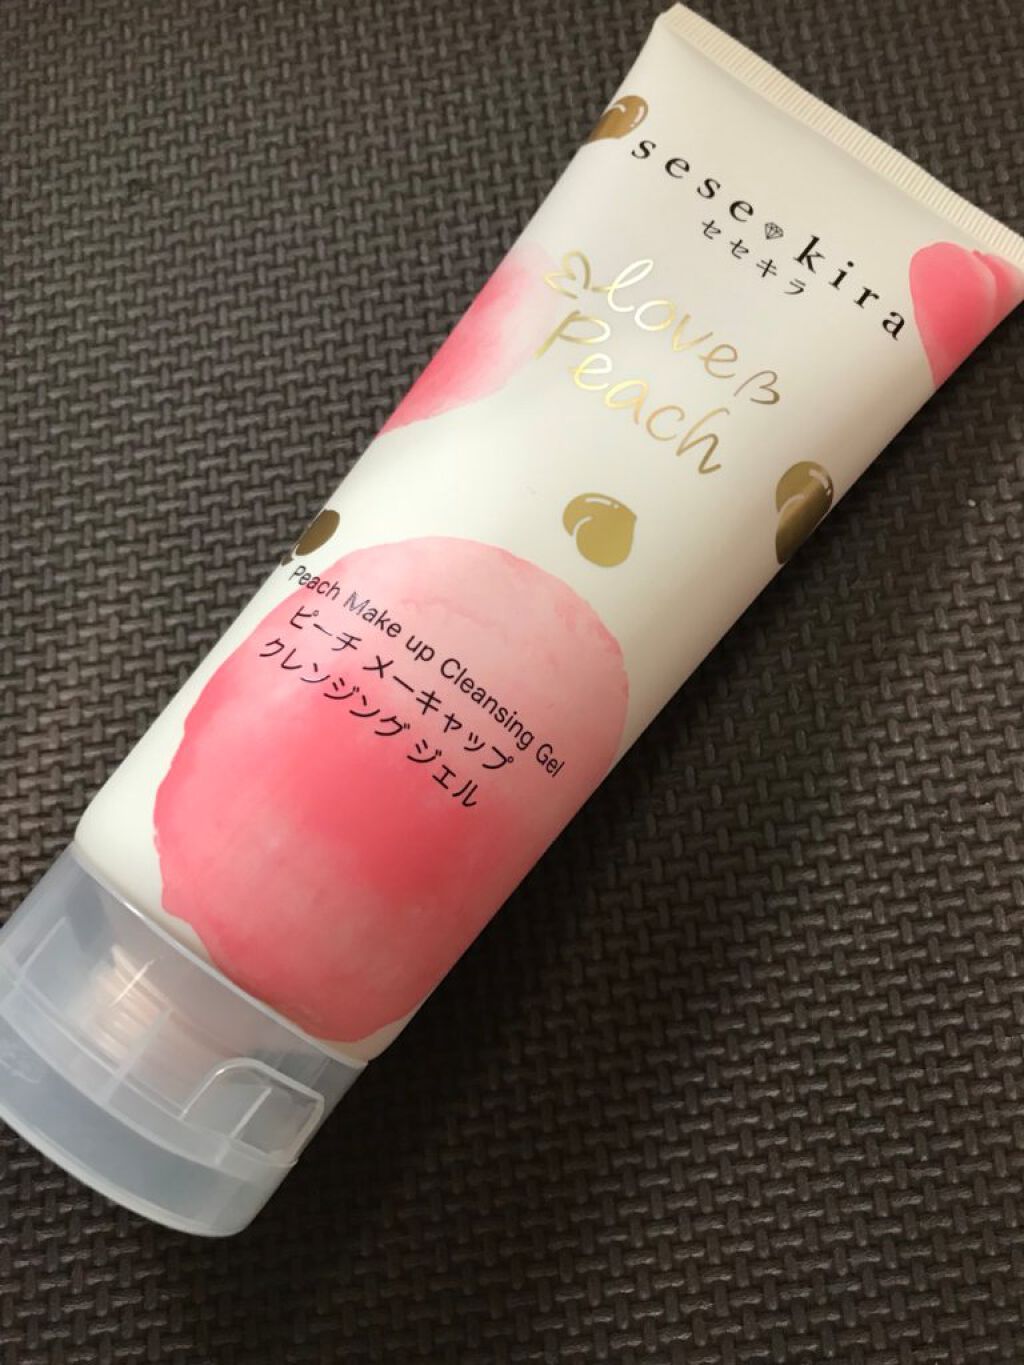 sese kira
セセキラ
love
Peach
Peach Make up Cleansing Gel
ピーチ メーキャップ
クレンジング ジェル